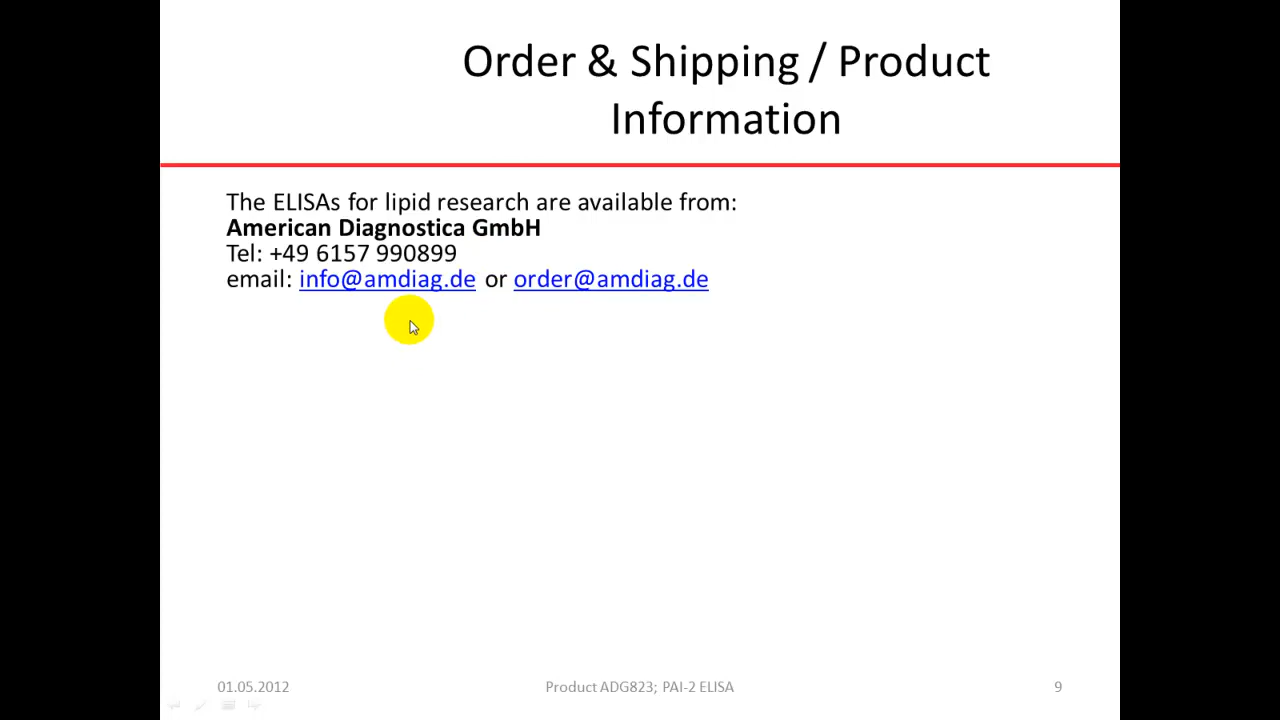 Order & Shipping / Product
Information
The ELISAs for lipid research are available from:
American Diagnostica GmbH
Tel: +49 6157 990899
email: info@amdiag.de or order@amdiag.de
01.05.2012
Product ADG823; PAI-2 ELISA
9